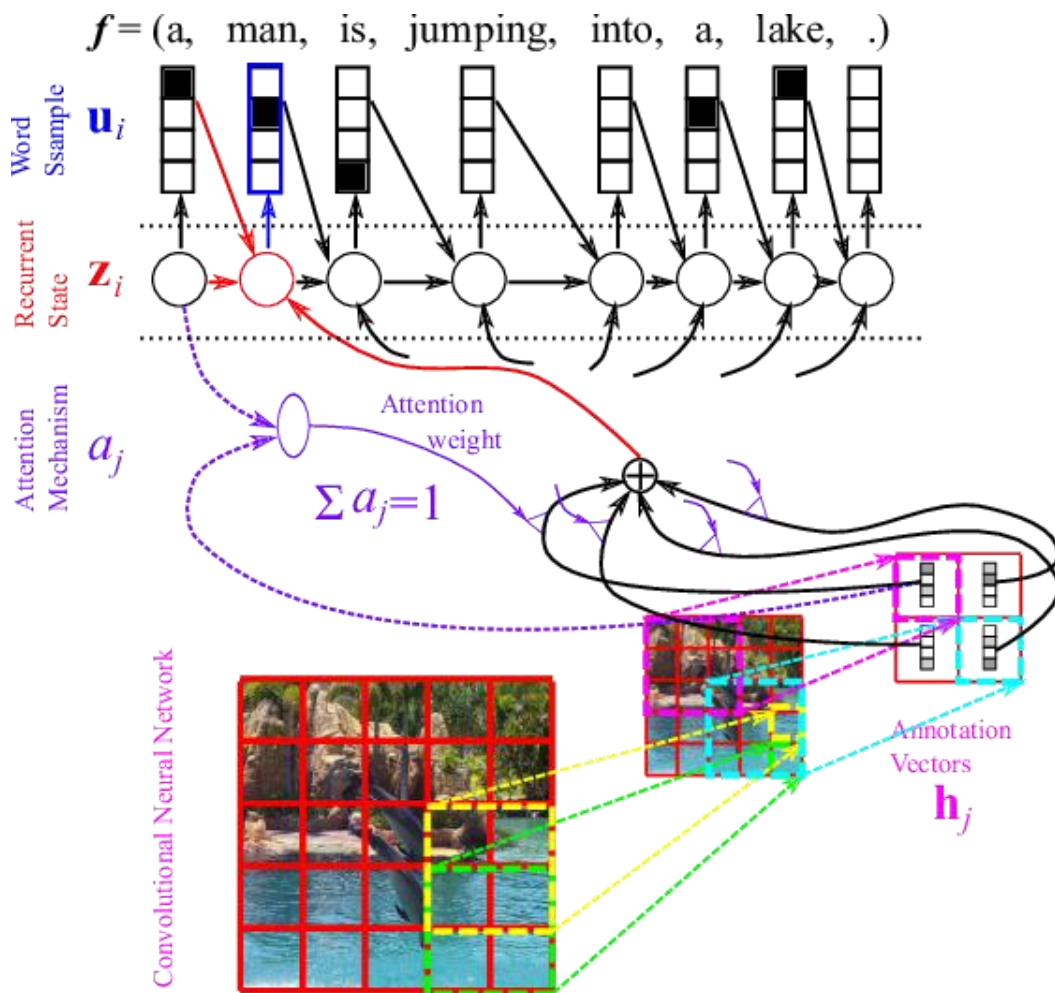 f = (a, man, is, jumping, into, a, lake, .)
Word
Ssample
u_i
Recurrent
State
z_i
Attention
Mechanism
a_j
Attention
weight
Σ a_j=1
Convolutional Neural Network
Annotation
Vectors
h_j